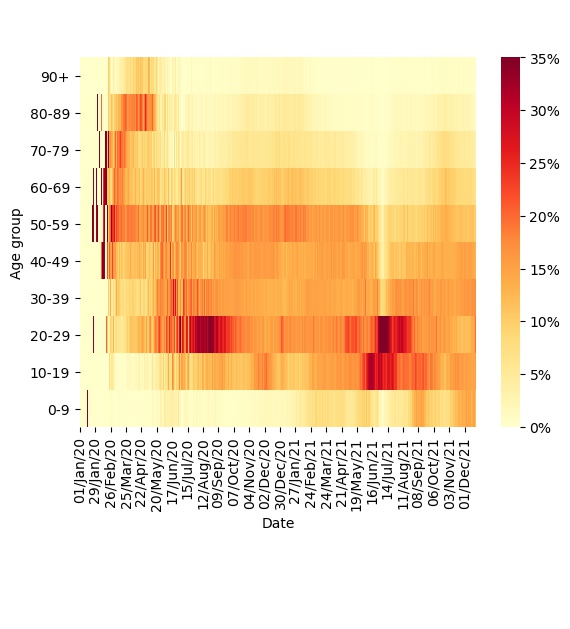 90+
80-89
70-79
60-69
50-59
40-49
30-39
20-29
10-19
0-9
Age group
35%
30%
25%
20%
15%
10%
5%
0%
01/Jan/20
29/Jan/20
26/Feb/20
25/Mar/20
22/Apr/20
20/May/20
17/Jun/20
15/Jul/20
12/Aug/20
09/Sep/20
07/Oct/20
04/Nov/20
02/Dec/20
30/Dec/20
27/Jan/21
24/Feb/21
24/Mar/21
21/Apr/21
19/May/21
16/Jun/21
14/Jul/21
11/Aug/21
08/Sep/21
06/Oct/21
03/Nov/21
01/Dec/21
Date